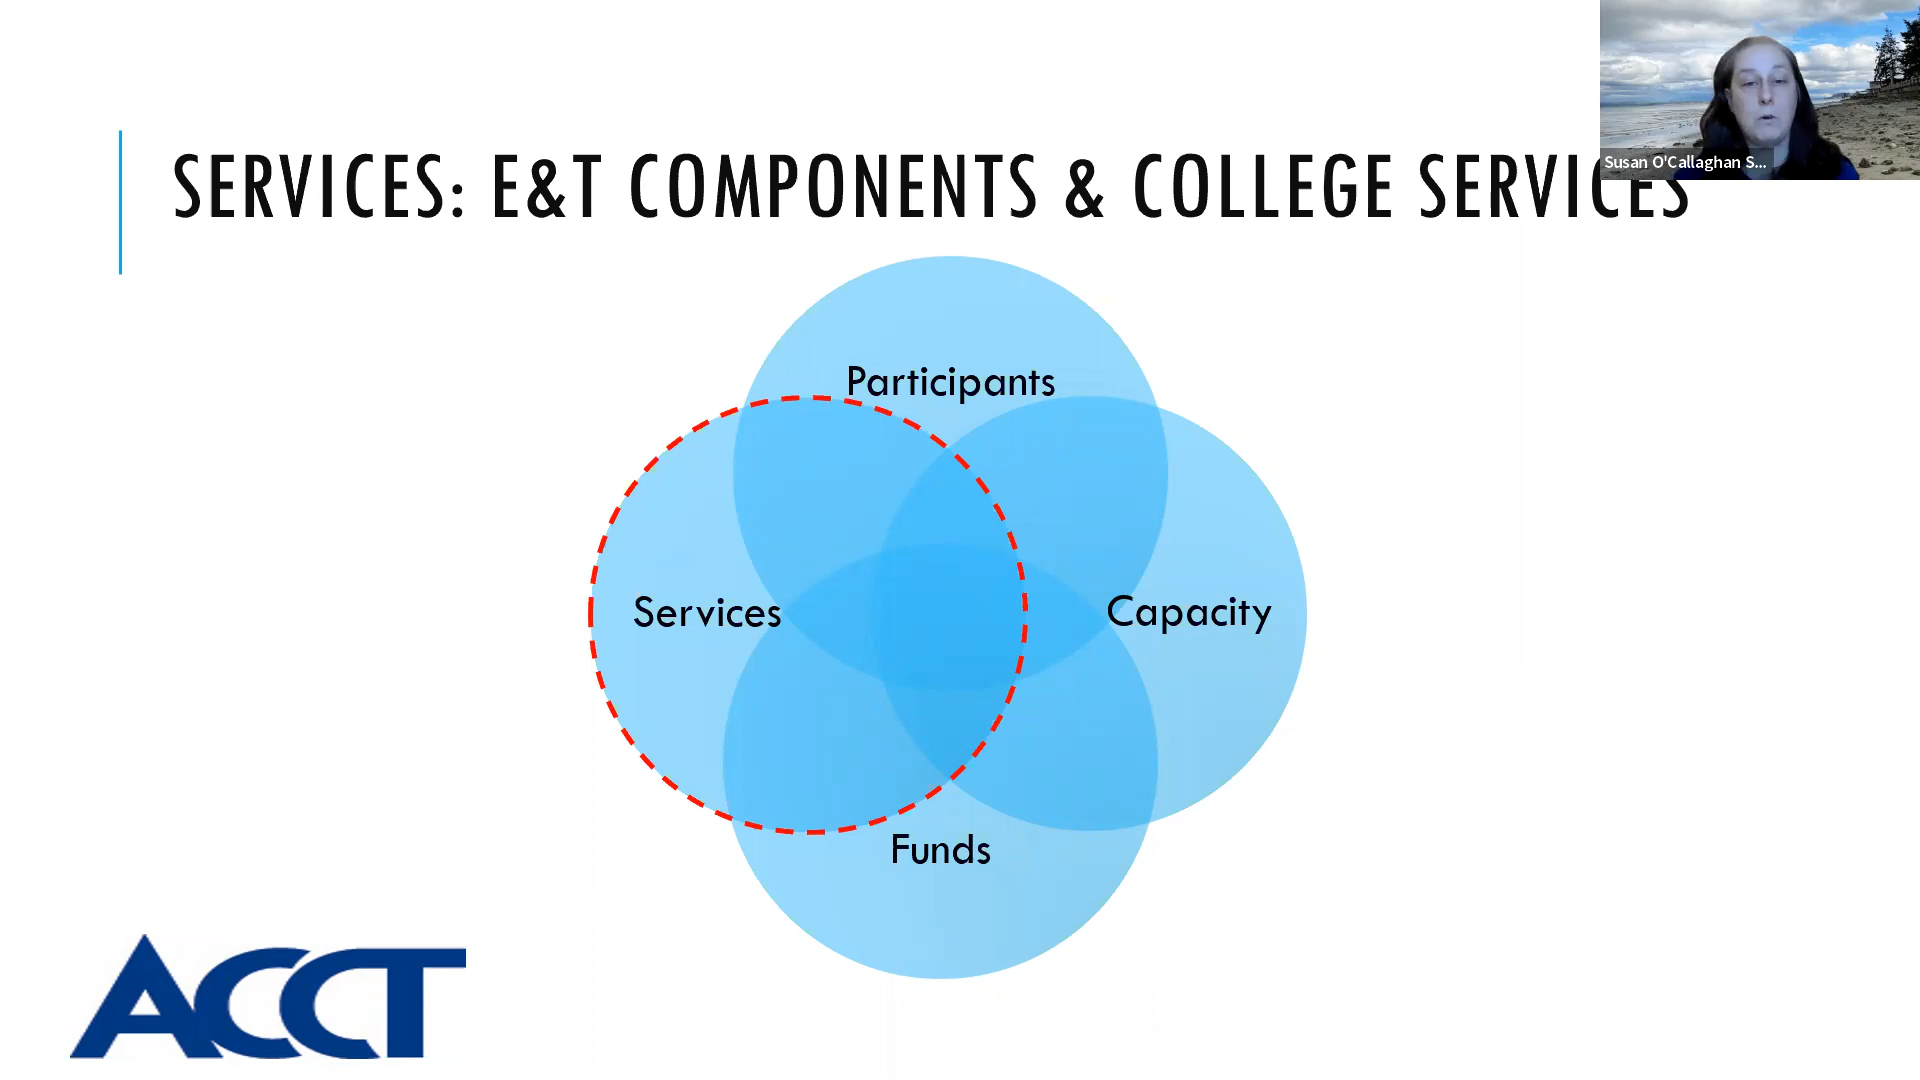 Susan O'Callaghan S...
SERVICES: E&T COMPONENTS & COLLEGE SERVICES
Participants
Services
Capacity
Funds
ACCT